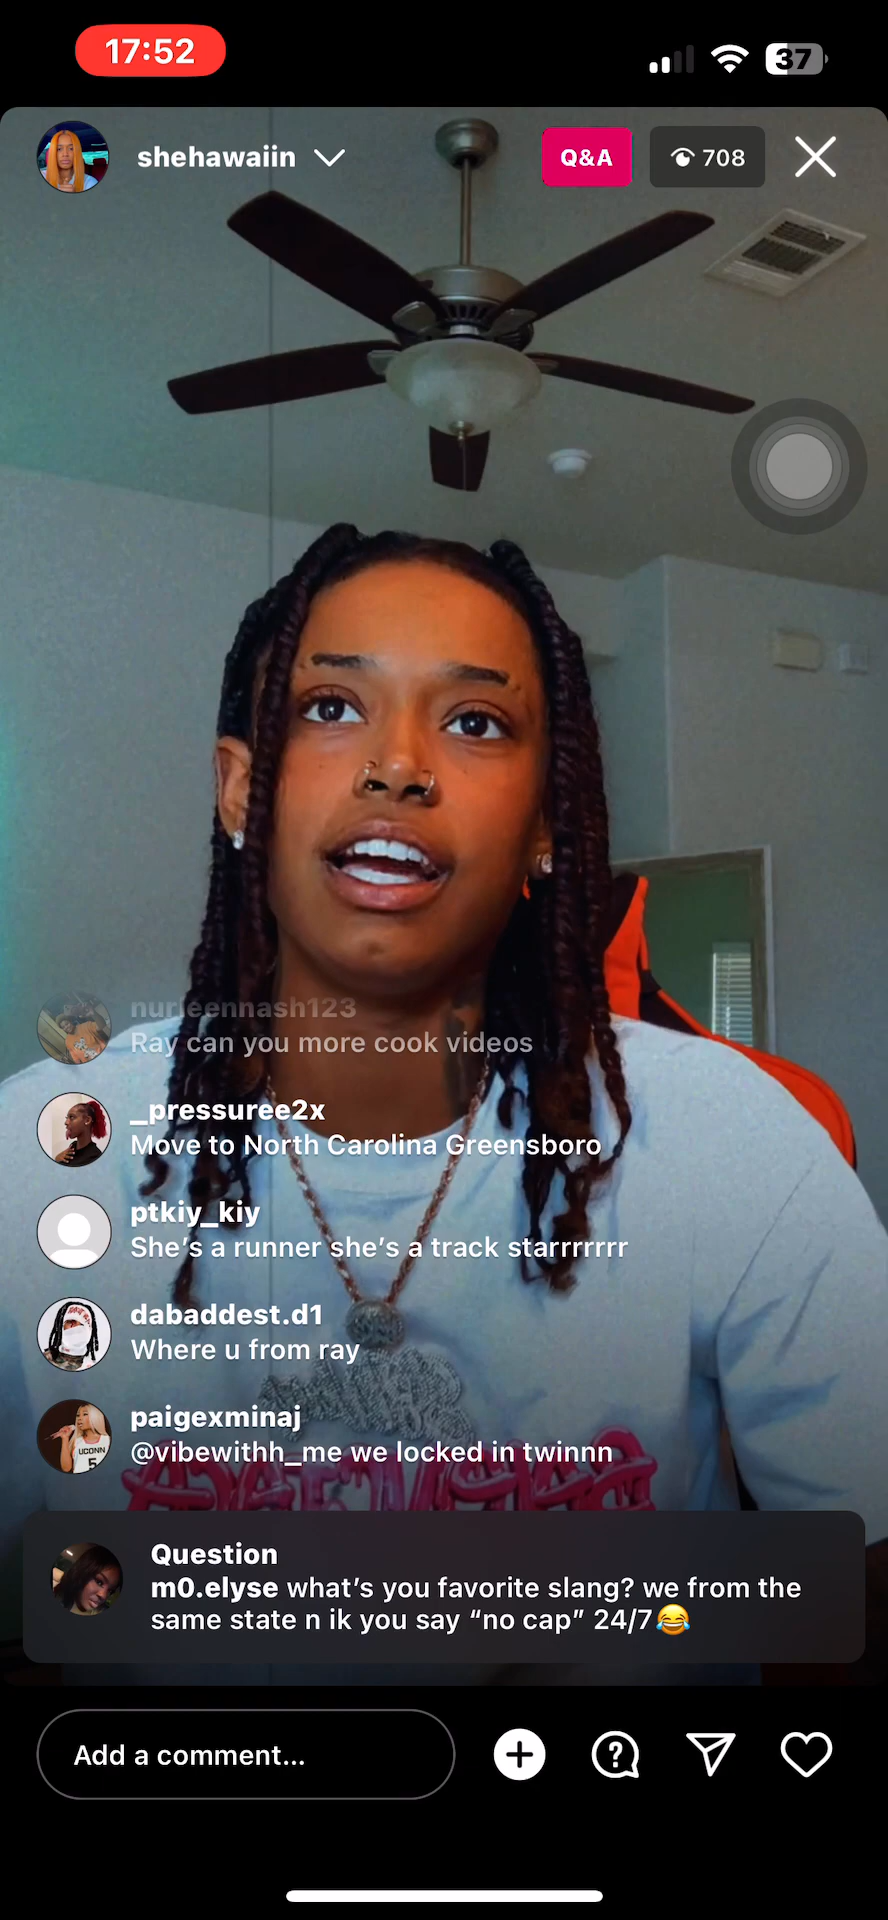 17:52
37
shehawaiin
Q&A
708
nurleennash123
Ray can you more cook videos
_pressuree2x
Move to North Carolina Greensboro
ptkiy_kiy
She’s a runner she’s a track starrrrrrr
dabaddest.d1
Where u from ray
paigexminaj
@vibewithh_me we locked in twinnn
UCONN
5
Question
m0.elyse what’s you favorite slang? we from the
same state n ik you say “no cap” 24/7😂
Add a comment...